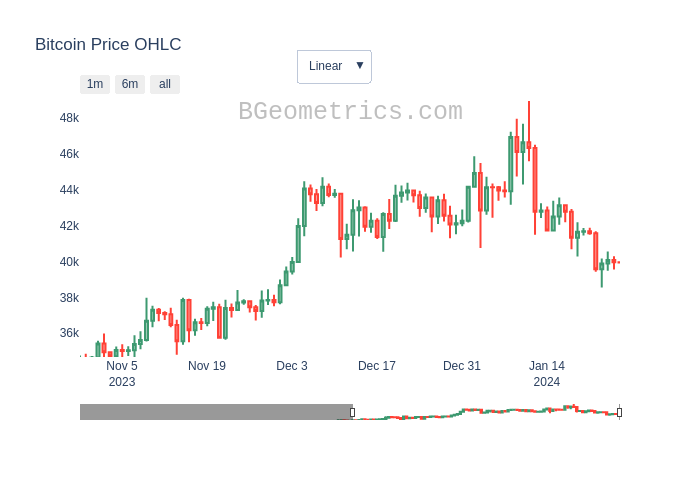 Bitcoin Price OHLC
Linear ▼
1m 6m all
BGeometrics.com
48k
46k
44k
42k
40k
38k
36k
Nov 5 Nov 19 Dec 3 Dec 17 Dec 31 Jan 14
2023 2024